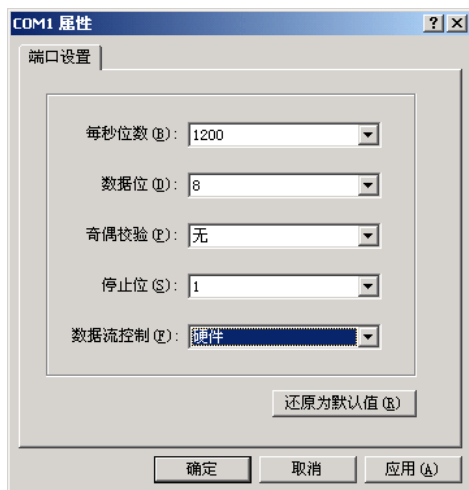 COM1 属性
端口设置
每秒位数(B): 1200
数据位(D): 8
奇偶校验(P): 无
停止位(S): 1
数据流控制(F): 硬件
还原为默认值(R)
确定 取消 应用(A)